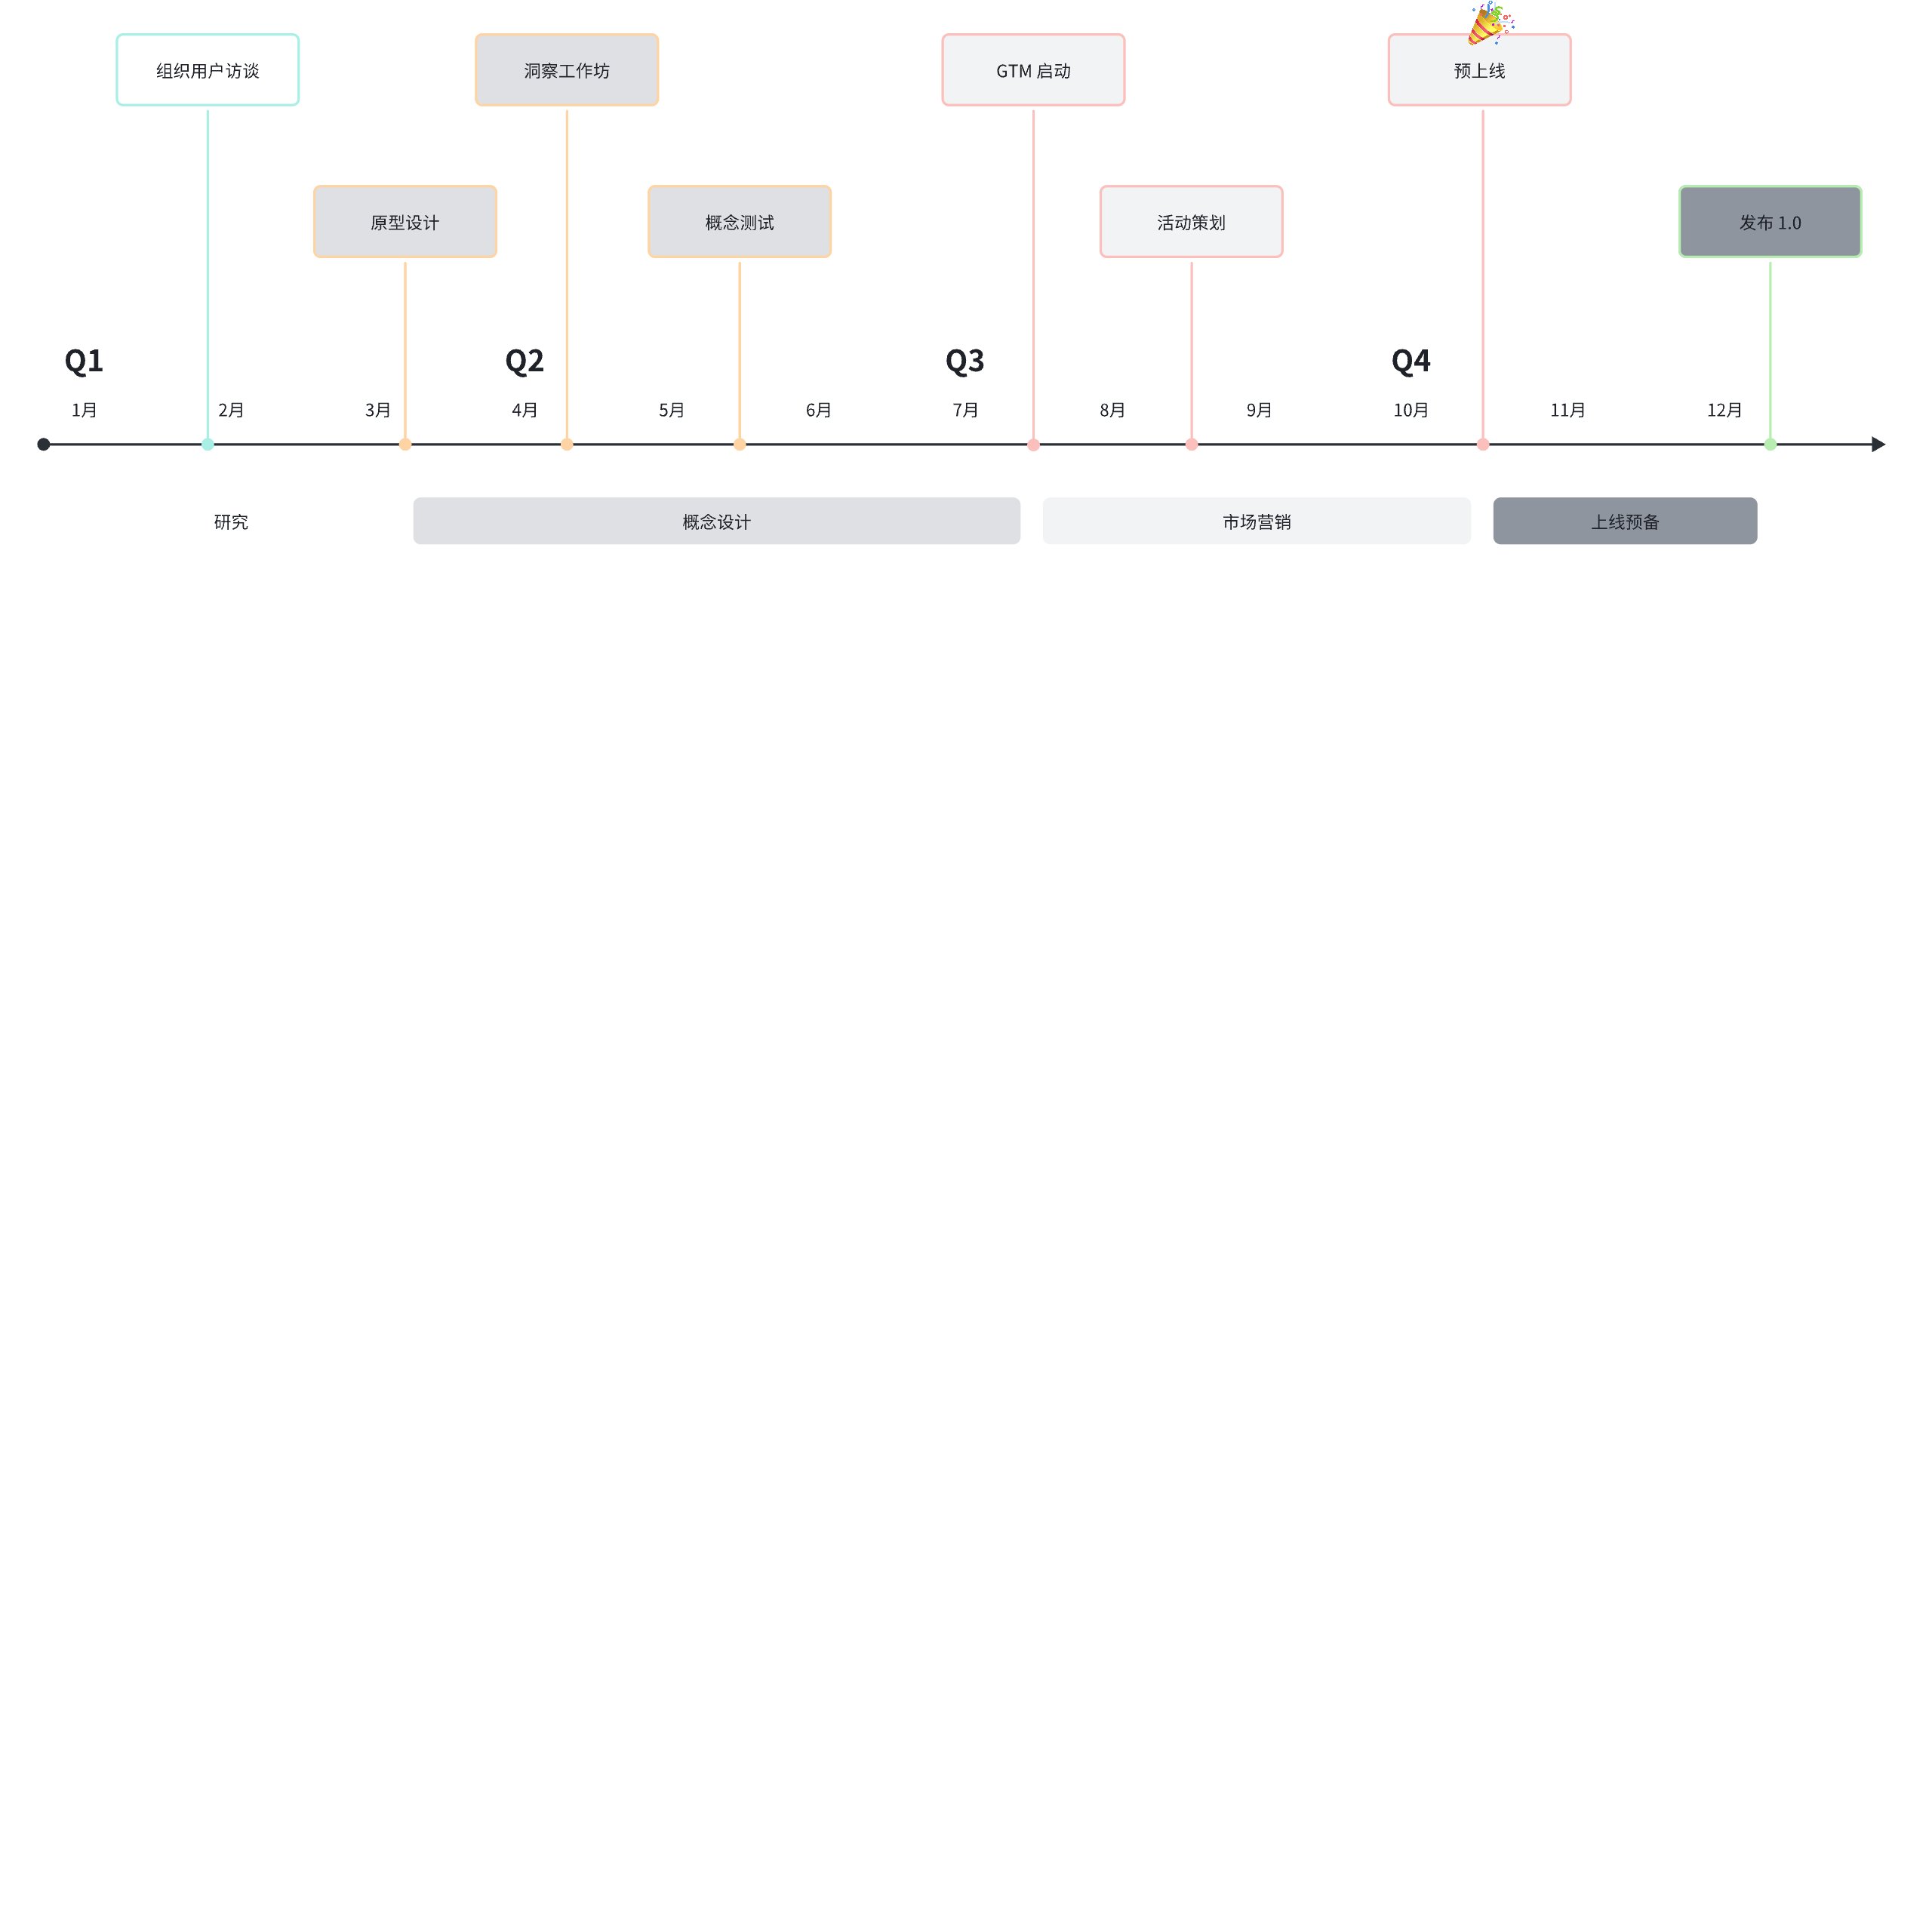 组织用户访谈
洞察工作坊
GTM 启动
预上线
原型设计
概念测试
活动策划
发布 1.0
Q1
Q2
Q3
Q4
1月
2月
3月
4月
5月
6月
7月
8月
9月
10月
11月
12月
研究
概念设计
市场营销
上线预备